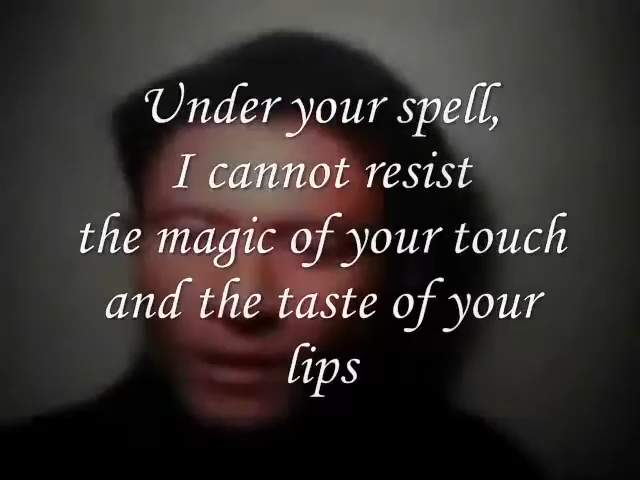 Under your spell,
I cannot resist
the magic of your touch
and the taste of your
lips